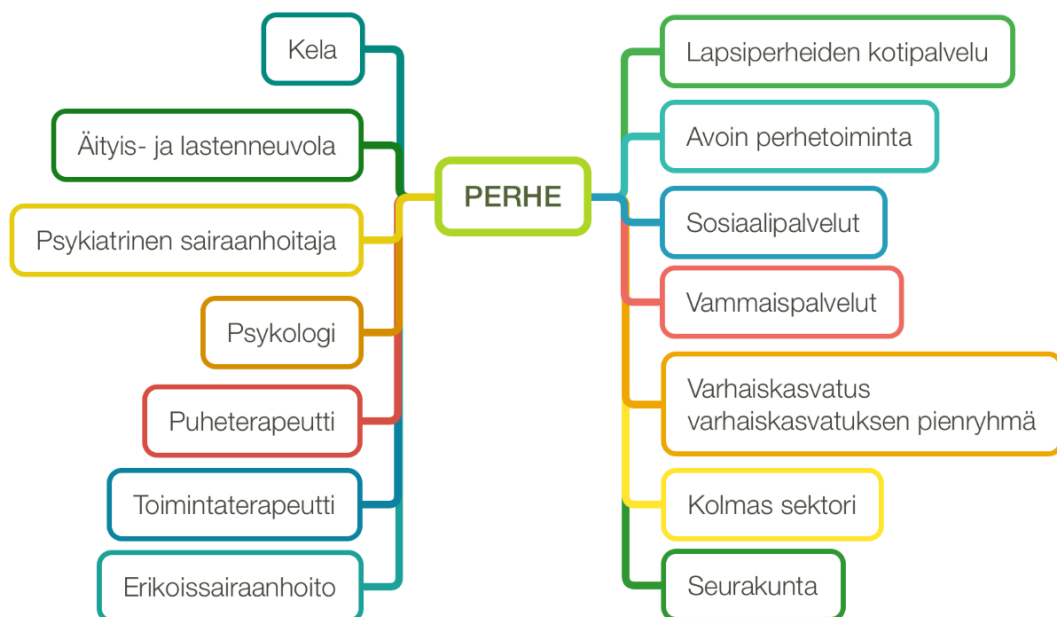 Kela
Äityis- ja lastenneuvola
Psykiatrinen sairaanhoitaja
Psykologi
Puheterapeutti
Toimintaterapeutti
Erikoissairaanhoito
PERHE
Lapsiperheiden kotipalvelu
Avoin perhetoiminta
Sosiaalipalvelut
Vammaispalvelut
Varhaiskasvatus
varhaiskasvatuksen pienryhmä
Kolmas sektori
Seurakunta